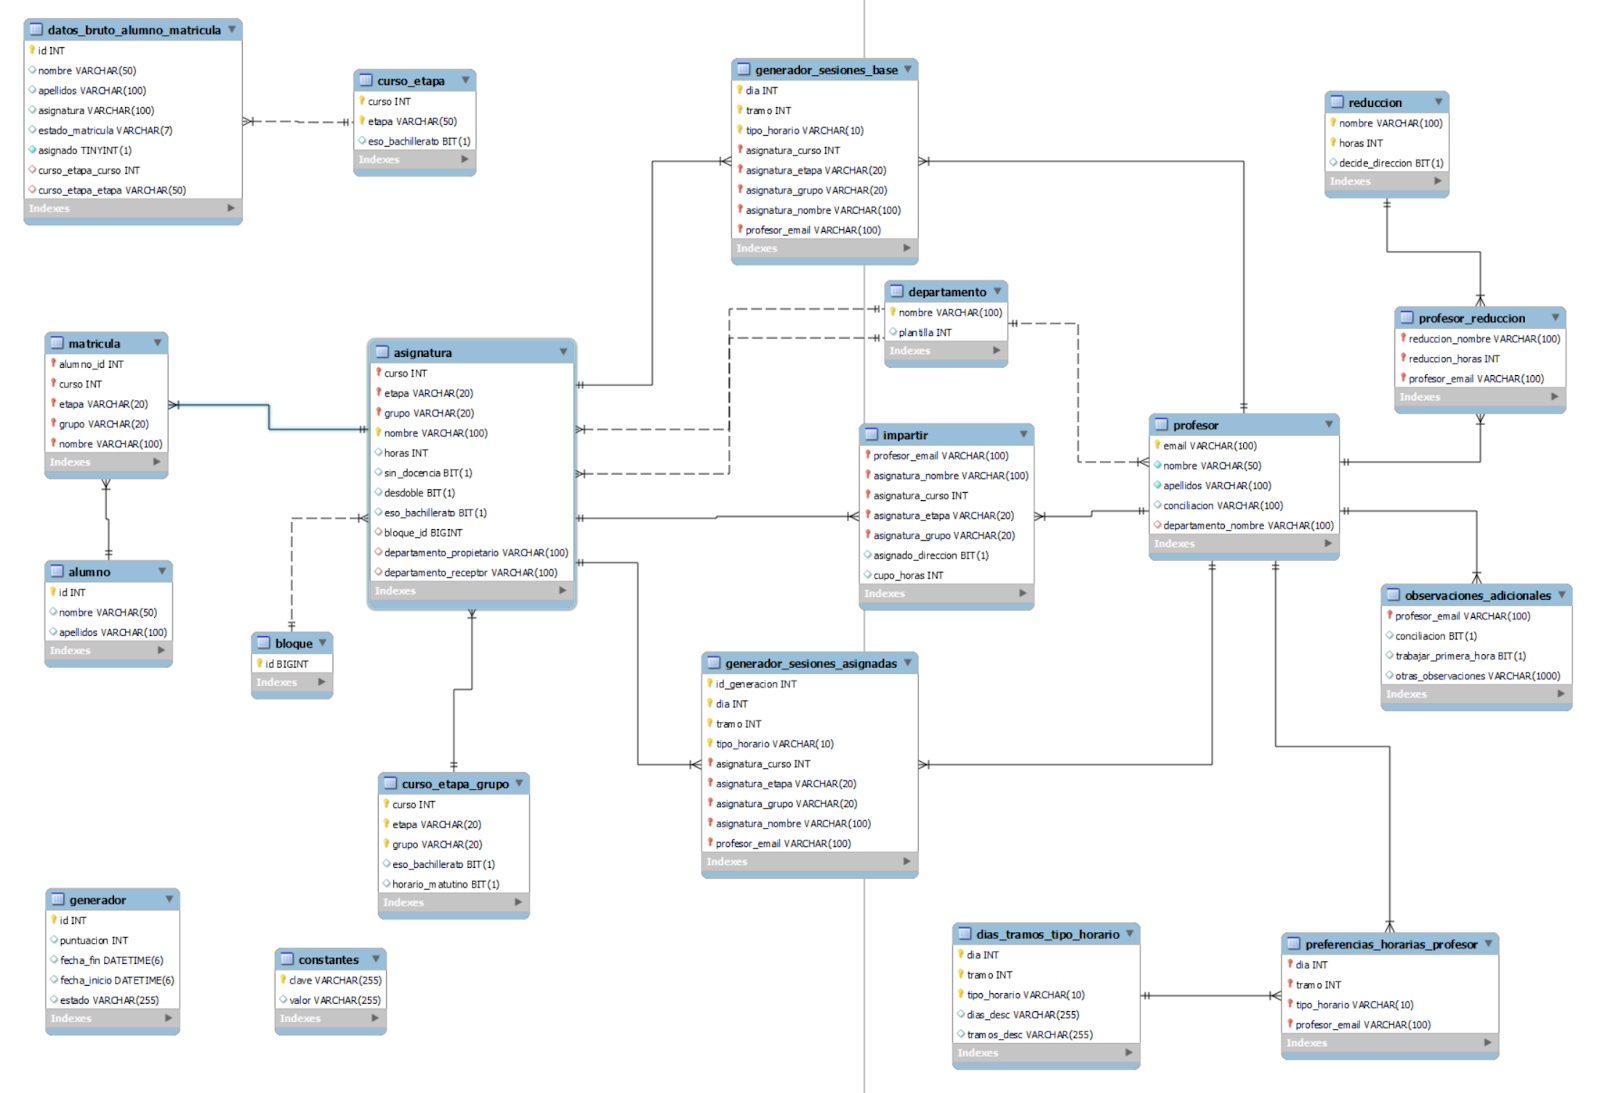 datos_bruto_alumno_matricula
id INT
nombre VARCHAR(50)
apellidos VARCHAR(100)
asignatura VARCHAR(100)
estado_matricula VARCHAR(7)
asignado TINYINT(1)
curso_etapa_curso INT
curso_etapa_etapa VARCHAR(50)
Indexes
curso_etapa
curso INT
etapa VARCHAR(50)
eso_bachillerato BIT(1)
Indexes
generador_sesiones_base
dia INT
tramo INT
tipo_horario VARCHAR(10)
asignatura_curso INT
asignatura_etapa VARCHAR(20)
asignatura_grupo VARCHAR(20)
asignatura_nombre VARCHAR(100)
profesor_email VARCHAR(100)
Indexes
reduccion
nombre VARCHAR(100)
horas INT
decide_direccion BIT(1)
Indexes
departamento
nombre VARCHAR(100)
plantilla INT
Indexes
profesor_reduccion
reduccion_nombre VARCHAR(100)
reduccion_horas INT
profesor_email VARCHAR(100)
Indexes
matricula
alumno_id INT
curso INT
etapa VARCHAR(20)
grupo VARCHAR(20)
nombre VARCHAR(100)
Indexes
asignatura
curso INT
etapa VARCHAR(20)
grupo VARCHAR(20)
nombre VARCHAR(100)
horas INT
sin_docencia BIT(1)
desdoble BIT(1)
eso_bachillerato BIT(1)
bloque_id BIGINT
departamento_propietario VARCHAR(100)
departamento_receptor VARCHAR(100)
Indexes
impartir
profesor_email VARCHAR(100)
asignatura_nombre VARCHAR(100)
asignatura_curso INT
asignatura_etapa VARCHAR(20)
asignatura_grupo VARCHAR(20)
asignado_direccion BIT(1)
cupo_horas INT
Indexes
profesor
email VARCHAR(100)
nombre VARCHAR(50)
apellidos VARCHAR(100)
conciliacion VARCHAR(100)
departamento_nombre VARCHAR(100)
Indexes
alumno
id INT
nombre VARCHAR(50)
apellidos VARCHAR(100)
Indexes
bloque
id BIGINT
Indexes
observaciones_adicionales
profesor_email VARCHAR(100)
conciliacion BIT(1)
trabajar_primera_hora BIT(1)
otras_observaciones VARCHAR(1000)
Indexes
generador_sesiones_asignadas
id_generacion INT
dia INT
tramo INT
tipo_horario VARCHAR(10)
asignatura_curso INT
asignatura_etapa VARCHAR(20)
asignatura_grupo VARCHAR(20)
asignatura_nombre VARCHAR(100)
profesor_email VARCHAR(100)
Indexes
curso_etapa_grupo
curso INT
etapa VARCHAR(20)
grupo VARCHAR(20)
eso_bachillerato BIT(1)
horario_matutino BIT(1)
Indexes
generador
id INT
puntuacion INT
fecha_fin DATETIME(6)
fecha_inicio DATETIME(6)
estado VARCHAR(255)
Indexes
constantes
clave VARCHAR(255)
valor VARCHAR(255)
Indexes
dias_tramos_tipo_horario
dia INT
tramo INT
tipo_horario VARCHAR(10)
dias_desc VARCHAR(255)
tramos_desc VARCHAR(255)
Indexes
preferencias_horarias_profesor
dia INT
tramo INT
tipo_horario VARCHAR(10)
profesor_email VARCHAR(100)
Indexes